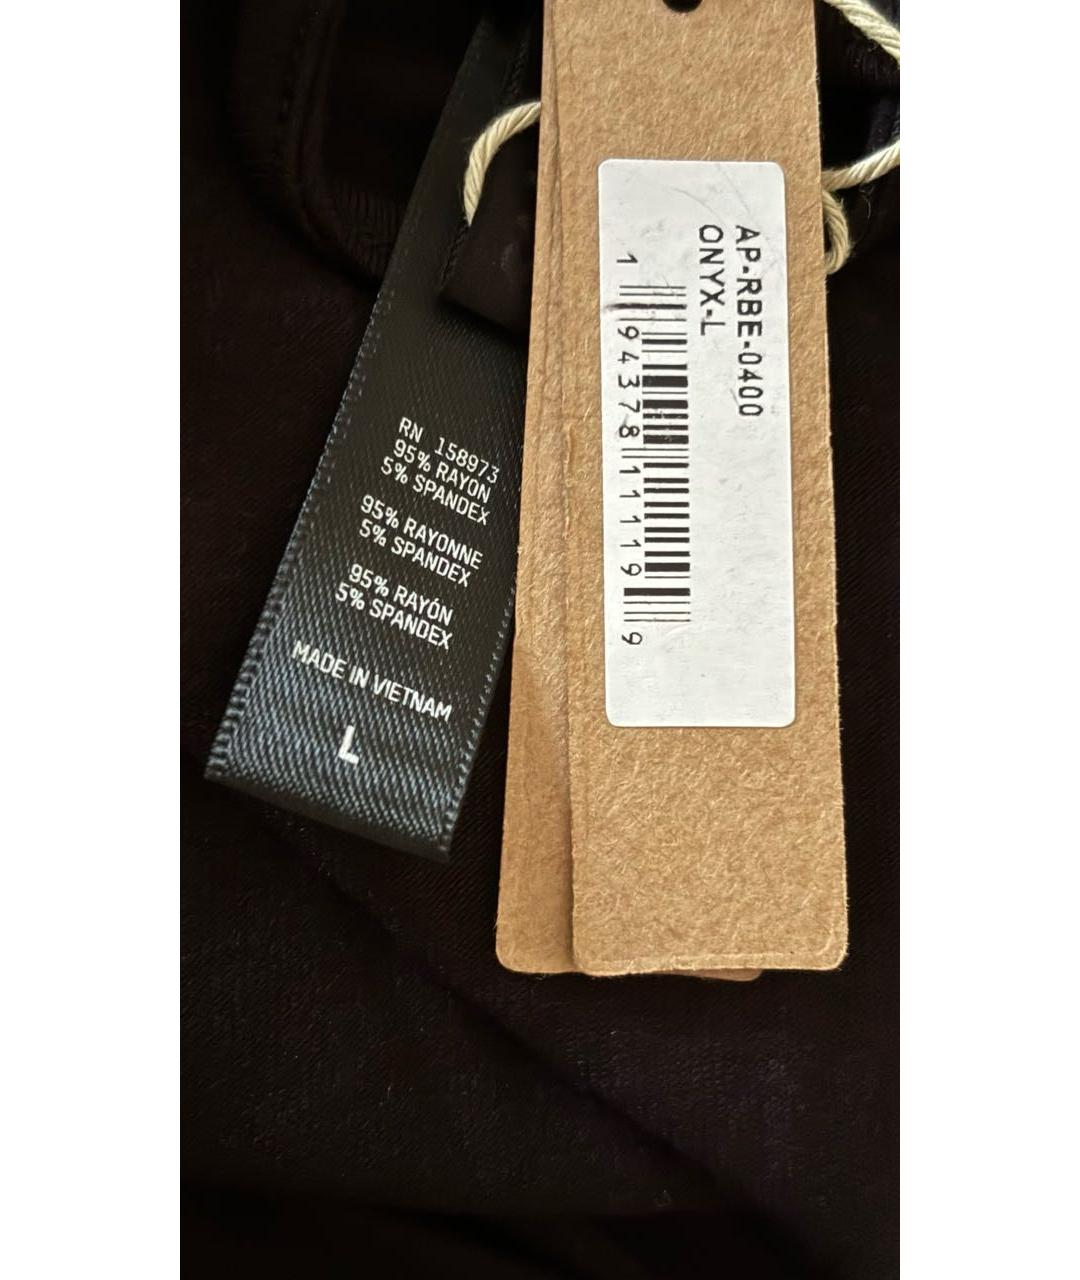 RN 158973
95% RAYON
5% SPANDEX
95% RAYONNE
5% SPANDEX
95% RAYÓN
5% SPANDEX
MADE IN VIETNAM
L
AP-RBE-0400
ONYX-L
1 94378 11119 9